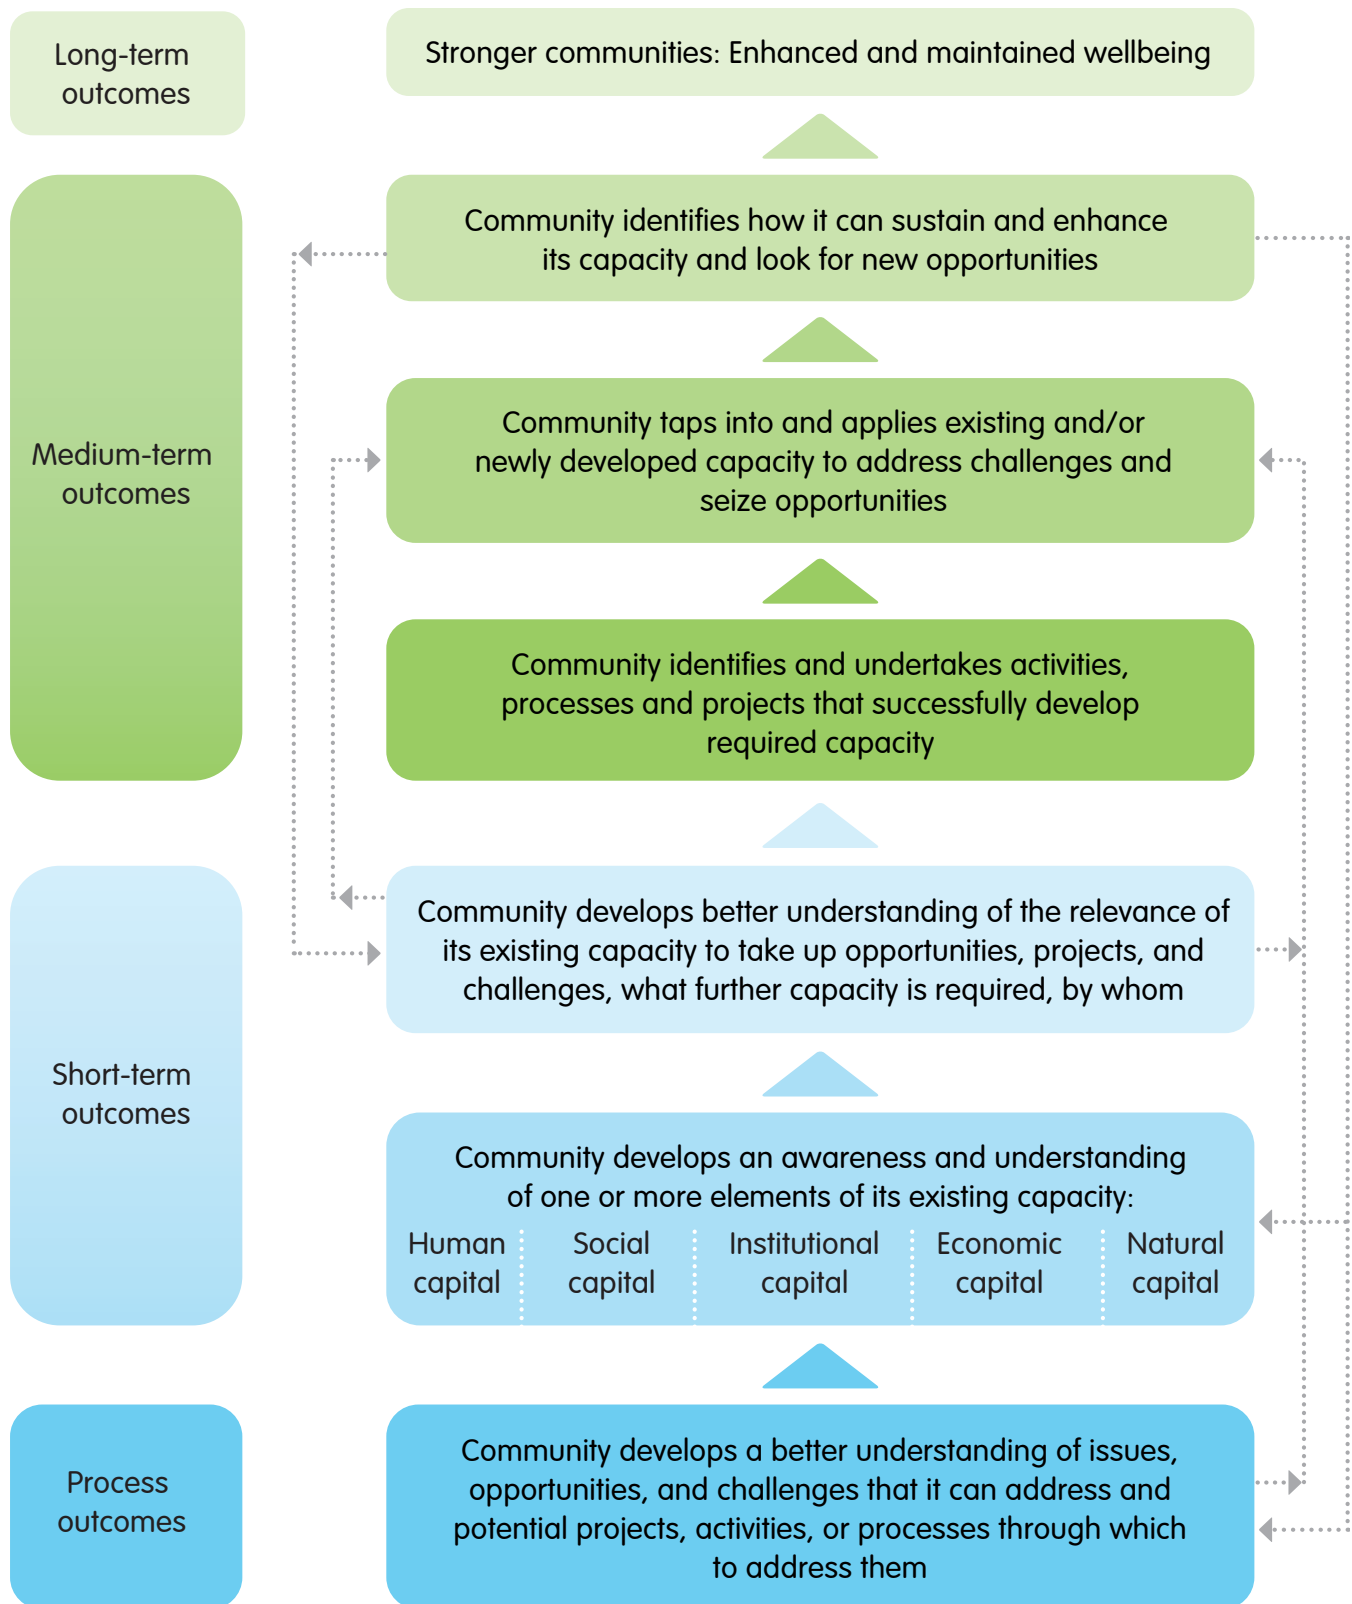 Long-term
outcomes
Stronger communities: Enhanced and maintained wellbeing
Medium-term
outcomes
Community identifies how it can sustain and enhance
its capacity and look for new opportunities
Community taps into and applies existing and/or
newly developed capacity to address challenges and
seize opportunities
Community identifies and undertakes activities,
processes and projects that successfully develop
required capacity
Short-term
outcomes
Community develops better understanding of the relevance of
its existing capacity to take up opportunities, projects, and
challenges, what further capacity is required, by whom
Community develops an awareness and understanding
of one or more elements of its existing capacity:
Human
capital
Social
capital
Institutional
capital
Economic
capital
Natural
capital
Process
outcomes
Community develops a better understanding of issues,
opportunities, and challenges that it can address and
potential projects, activities, or processes through which
to address them